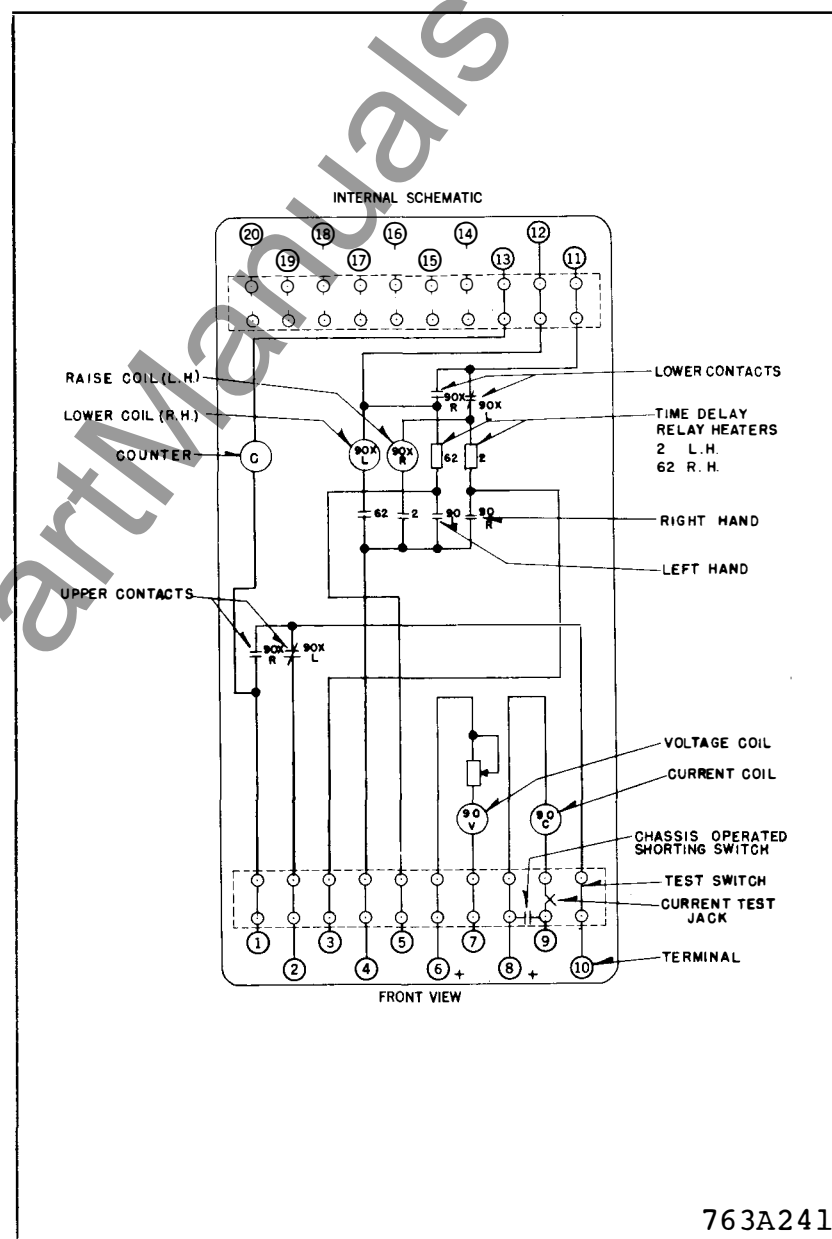 artManuals
INTERNAL SCHEMATIC
20 18 16 14 12
19 17 15 13 11
RAISE COIL (L.H.)
LOWER COIL (R.H.)
COUNTER
C
90X L
90X R
90X R
90X L
62
2
LOWER CONTACTS
TIME DELAY
RELAY HEATERS
2 L.H.
62 R.H.
62
2
90 L
90 R
RIGHT HAND
LEFT HAND
UPPER CONTACTS
90X R
90X L
VOLTAGE COIL
CURRENT COIL
90 V
90 C
CHASSIS OPERATED
SHORTING SWITCH
TEST SWITCH
CURRENT TEST
JACK
1 3 5 7 9
2 4 6 + 8 + 10
TERMINAL
FRONT VIEW
763A241